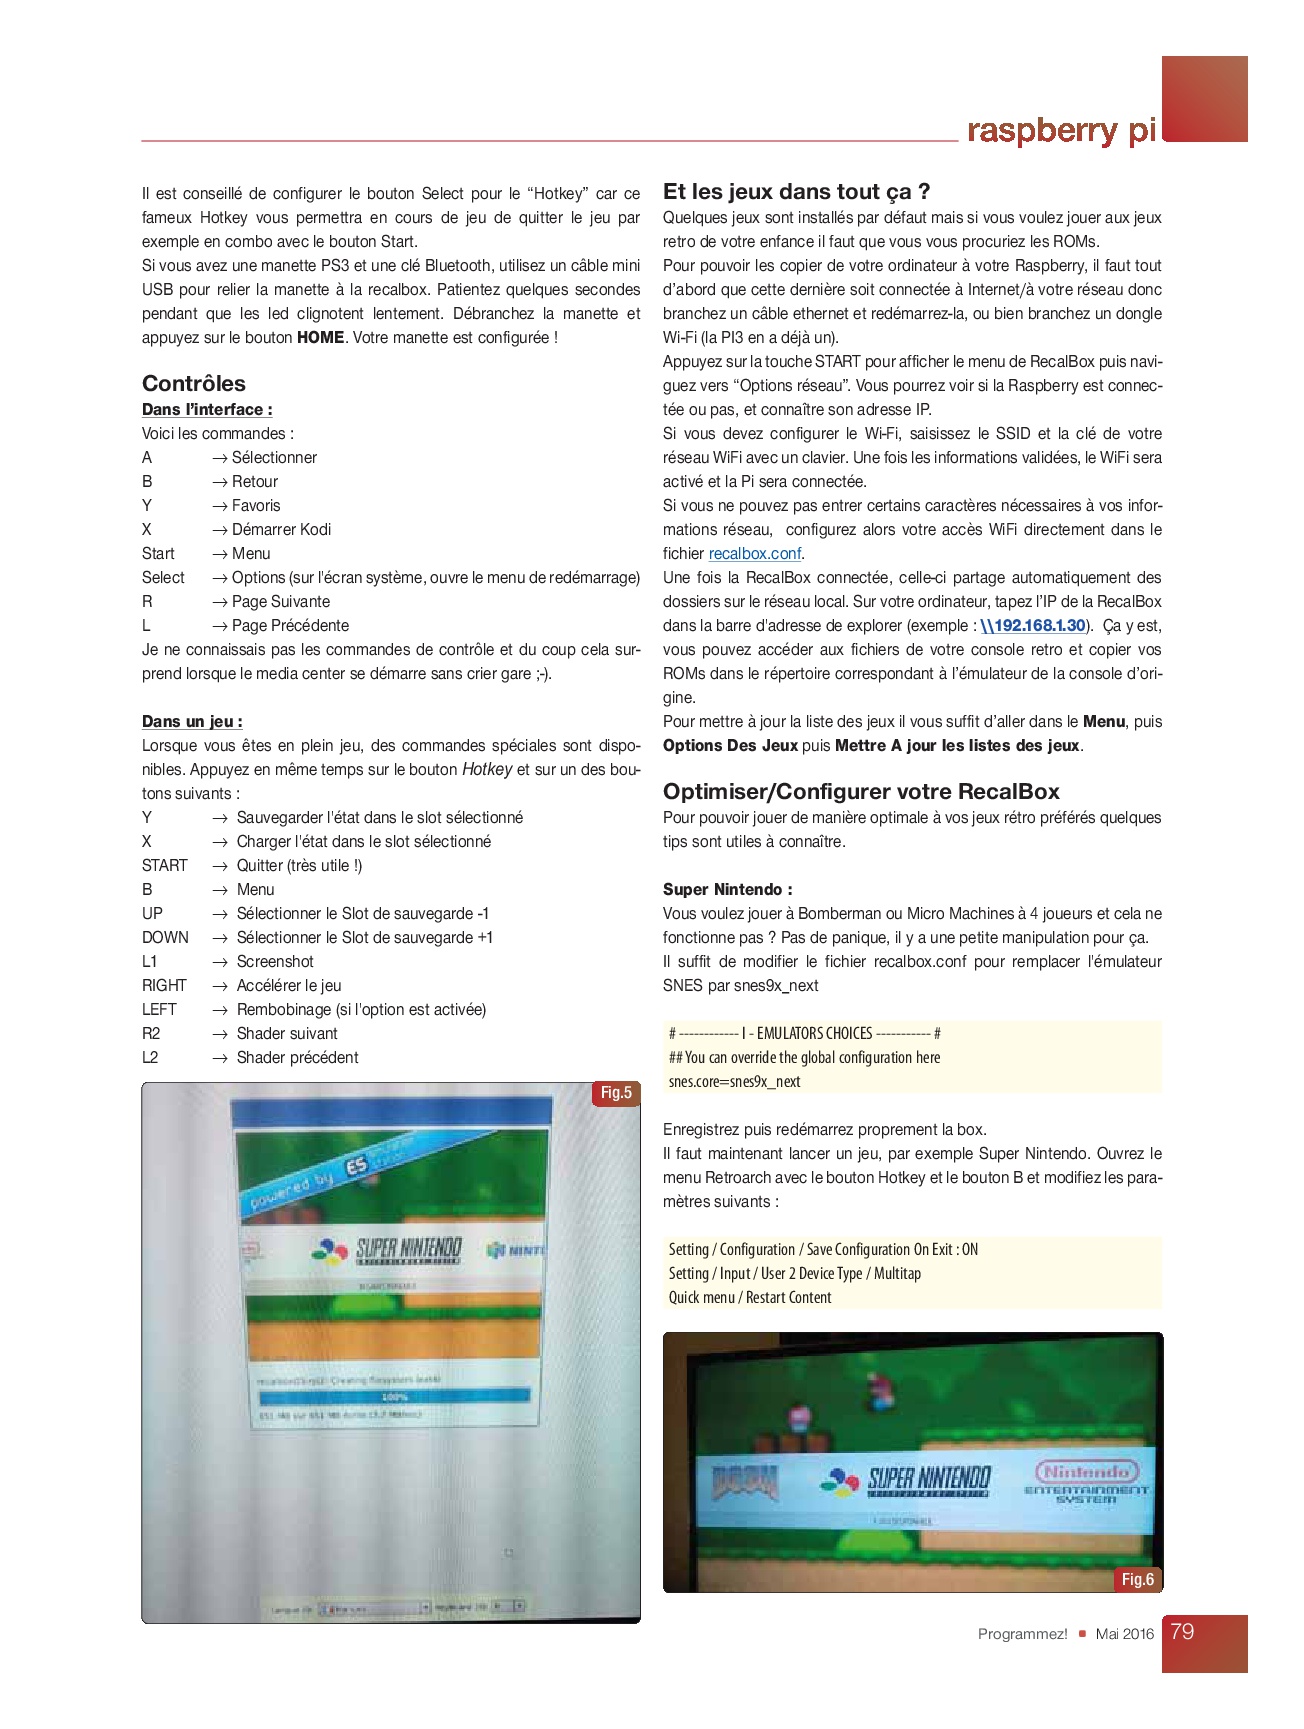 raspberry pi
Il est conseillé de configurer le bouton Select pour le “Hotkey” car ce
fameux Hotkey vous permettra en cours de jeu de quitter le jeu par
exemple en combo avec le bouton Start.
Si vous avez une manette PS3 et une clé Bluetooth, utilisez un câble mini
USB pour relier la manette à la recalbox. Patientez quelques secondes
pendant que les led clignotent lentement. Débranchez la manette et
appuyez sur le bouton HOME. Votre manette est configurée !
Contrôles
Dans l’interface :
Voici les commandes :
A → Sélectionner
B → Retour
Y → Favoris
X → Démarrer Kodi
Start → Menu
Select → Options (sur l'écran système, ouvre le menu de redémarrage)
R → Page Suivante
L → Page Précédente
Je ne connaissais pas les commandes de contrôle et du coup cela sur-
prend lorsque le media center se démarre sans crier gare ;-).
Dans un jeu :
Lorsque vous êtes en plein jeu, des commandes spéciales sont dispo-
nibles. Appuyez en même temps sur le bouton Hotkey et sur un des bou-
tons suivants :
Y → Sauvegarder l'état dans le slot sélectionné
X → Charger l'état dans le slot sélectionné
START → Quitter (très utile !)
B → Menu
UP → Sélectionner le Slot de sauvegarde -1
DOWN → Sélectionner le Slot de sauvegarde +1
L1 → Screenshot
RIGHT → Accélérer le jeu
LEFT → Rembobinage (si l'option est activée)
R2 → Shader suivant
L2 → Shader précédent
Fig.5
powered by ES
SUPER NINTENDO
NINTE
100%
Et les jeux dans tout ça ?
Quelques jeux sont installés par défaut mais si vous voulez jouer aux jeux
retro de votre enfance il faut que vous vous procuriez les ROMs.
Pour pouvoir les copier de votre ordinateur à votre Raspberry, il faut tout
d’abord que cette dernière soit connectée à Internet/à votre réseau donc
branchez un câble ethernet et redémarrez-la, ou bien branchez un dongle
Wi-Fi (la PI3 en a déjà un).
Appuyez sur la touche START pour afficher le menu de RecalBox puis navi-
guez vers “Options réseau”. Vous pourrez voir si la Raspberry est connec-
tée ou pas, et connaître son adresse IP.
Si vous devez configurer le Wi-Fi, saisissez le SSID et la clé de votre
réseau WiFi avec un clavier. Une fois les informations validées, le WiFi sera
activé et la Pi sera connectée.
Si vous ne pouvez pas entrer certains caractères nécessaires à vos infor-
mations réseau, configurez alors votre accès WiFi directement dans le
fichier recalbox.conf.
Une fois la RecalBox connectée, celle-ci partage automatiquement des
dossiers sur le réseau local. Sur votre ordinateur, tapez l’IP de la RecalBox
dans la barre d'adresse de explorer (exemple : \\192.168.1.30). Ça y est,
vous pouvez accéder aux fichiers de votre console retro et copier vos
ROMs dans le répertoire correspondant à l’émulateur de la console d’ori-
gine.
Pour mettre à jour la liste des jeux il vous suffit d’aller dans le Menu, puis
Options Des Jeux puis Mettre A jour les listes des jeux.
Optimiser/Configurer votre RecalBox
Pour pouvoir jouer de manière optimale à vos jeux rétro préférés quelques
tips sont utiles à connaître.
Super Nintendo :
Vous voulez jouer à Bomberman ou Micro Machines à 4 joueurs et cela ne
fonctionne pas ? Pas de panique, il y a une petite manipulation pour ça.
Il suffit de modifier le fichier recalbox.conf pour remplacer l'émulateur
SNES par snes9x_next
# ------------ I - EMULATORS CHOICES ----------- #
## You can override the global configuration here
snes.core=snes9x_next
Enregistrez puis redémarrez proprement la box.
Il faut maintenant lancer un jeu, par exemple Super Nintendo. Ouvrez le
menu Retroarch avec le bouton Hotkey et le bouton B et modifiez les para-
mètres suivants :
Setting / Configuration / Save Configuration On Exit : ON
Setting / Input / User 2 Device Type / Multitap
Quick menu / Restart Content
DOOM
SUPER NINTENDO
ENTERTAINMENT SYSTEM
Nintendo
ENTERTAINMENT
SYSTEM
Fig.6
Programmez! ■ Mai 2016 79